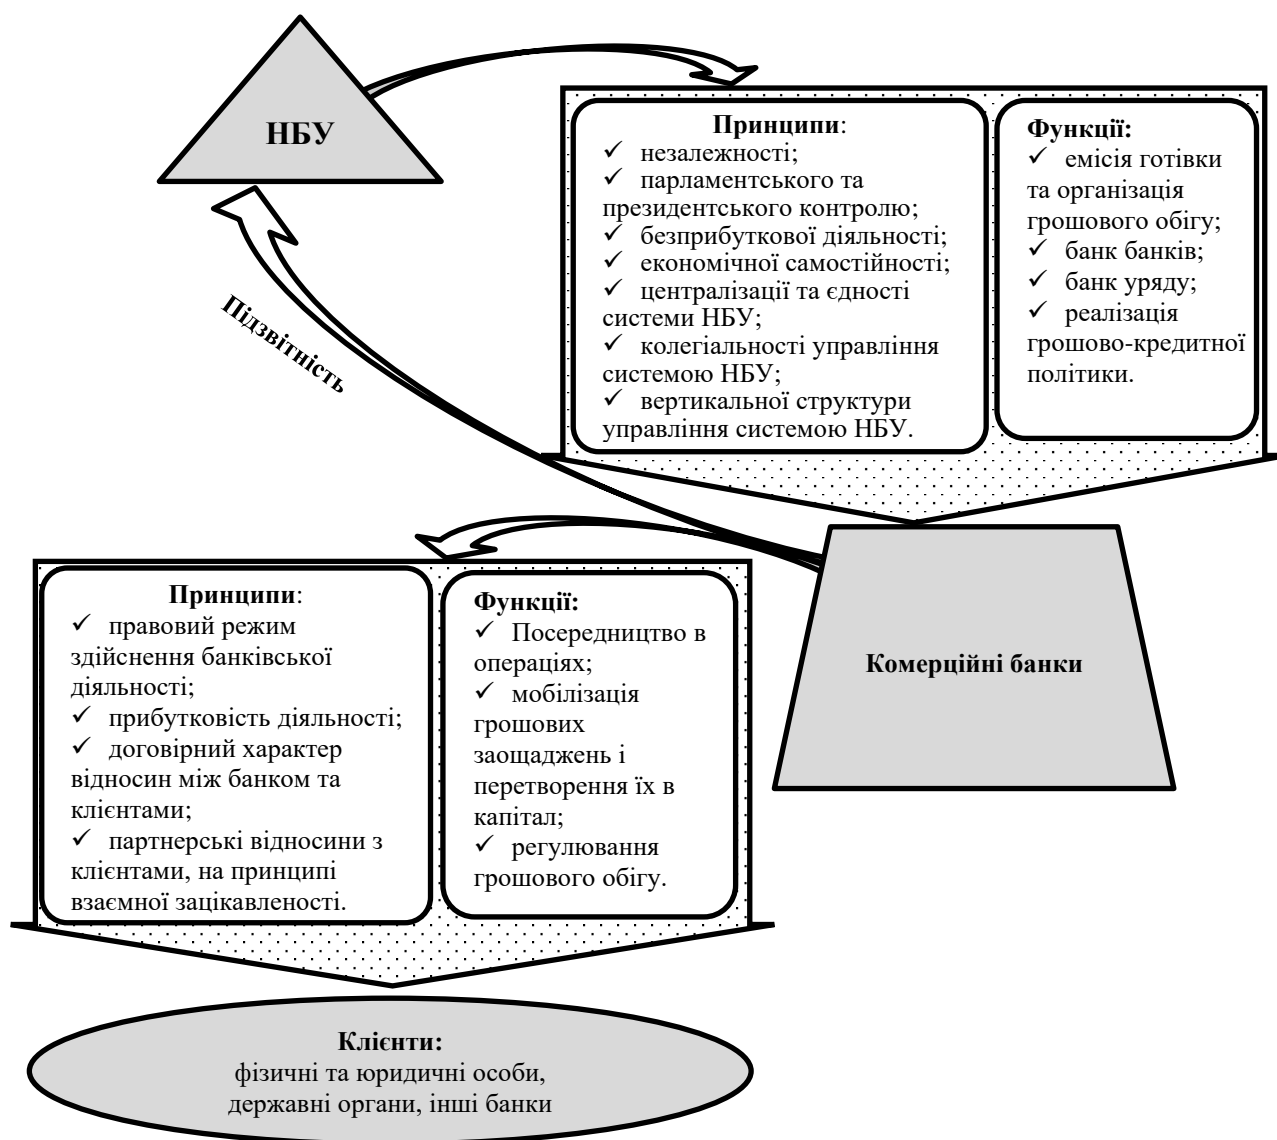 НБУ
Принципи:
✓ незалежності;
✓ парламентського та
президентського контролю;
✓ безприбуткової діяльності;
✓ економічної самостійності;
✓ централізації та єдності
системи НБУ;
✓ колегіальності управління
системою НБУ;
✓ вертикальної структури
управління системою НБУ.
Функції:
✓ емісія готівки
та організація
грошового обігу;
✓ банк банків;
✓ банк уряду;
✓ реалізація
грошово-кредитної
політики.
Підзвітність
Комерційні банки
Принципи:
✓ правовий режим
здійснення банківської
діяльності;
✓ прибутковість діяльності;
✓ договірний характер
відносин між банком та
клієнтами;
✓ партнерські відносини з
клієнтами, на принципі
взаємної зацікавленості.
Функції:
✓ Посередництво в
операціях;
✓ мобілізація
грошових
заощаджень і
перетворення їх в
капітал;
✓ регулювання
грошового обігу.
Клієнти:
фізичні та юридичні особи,
державні органи, інші банки